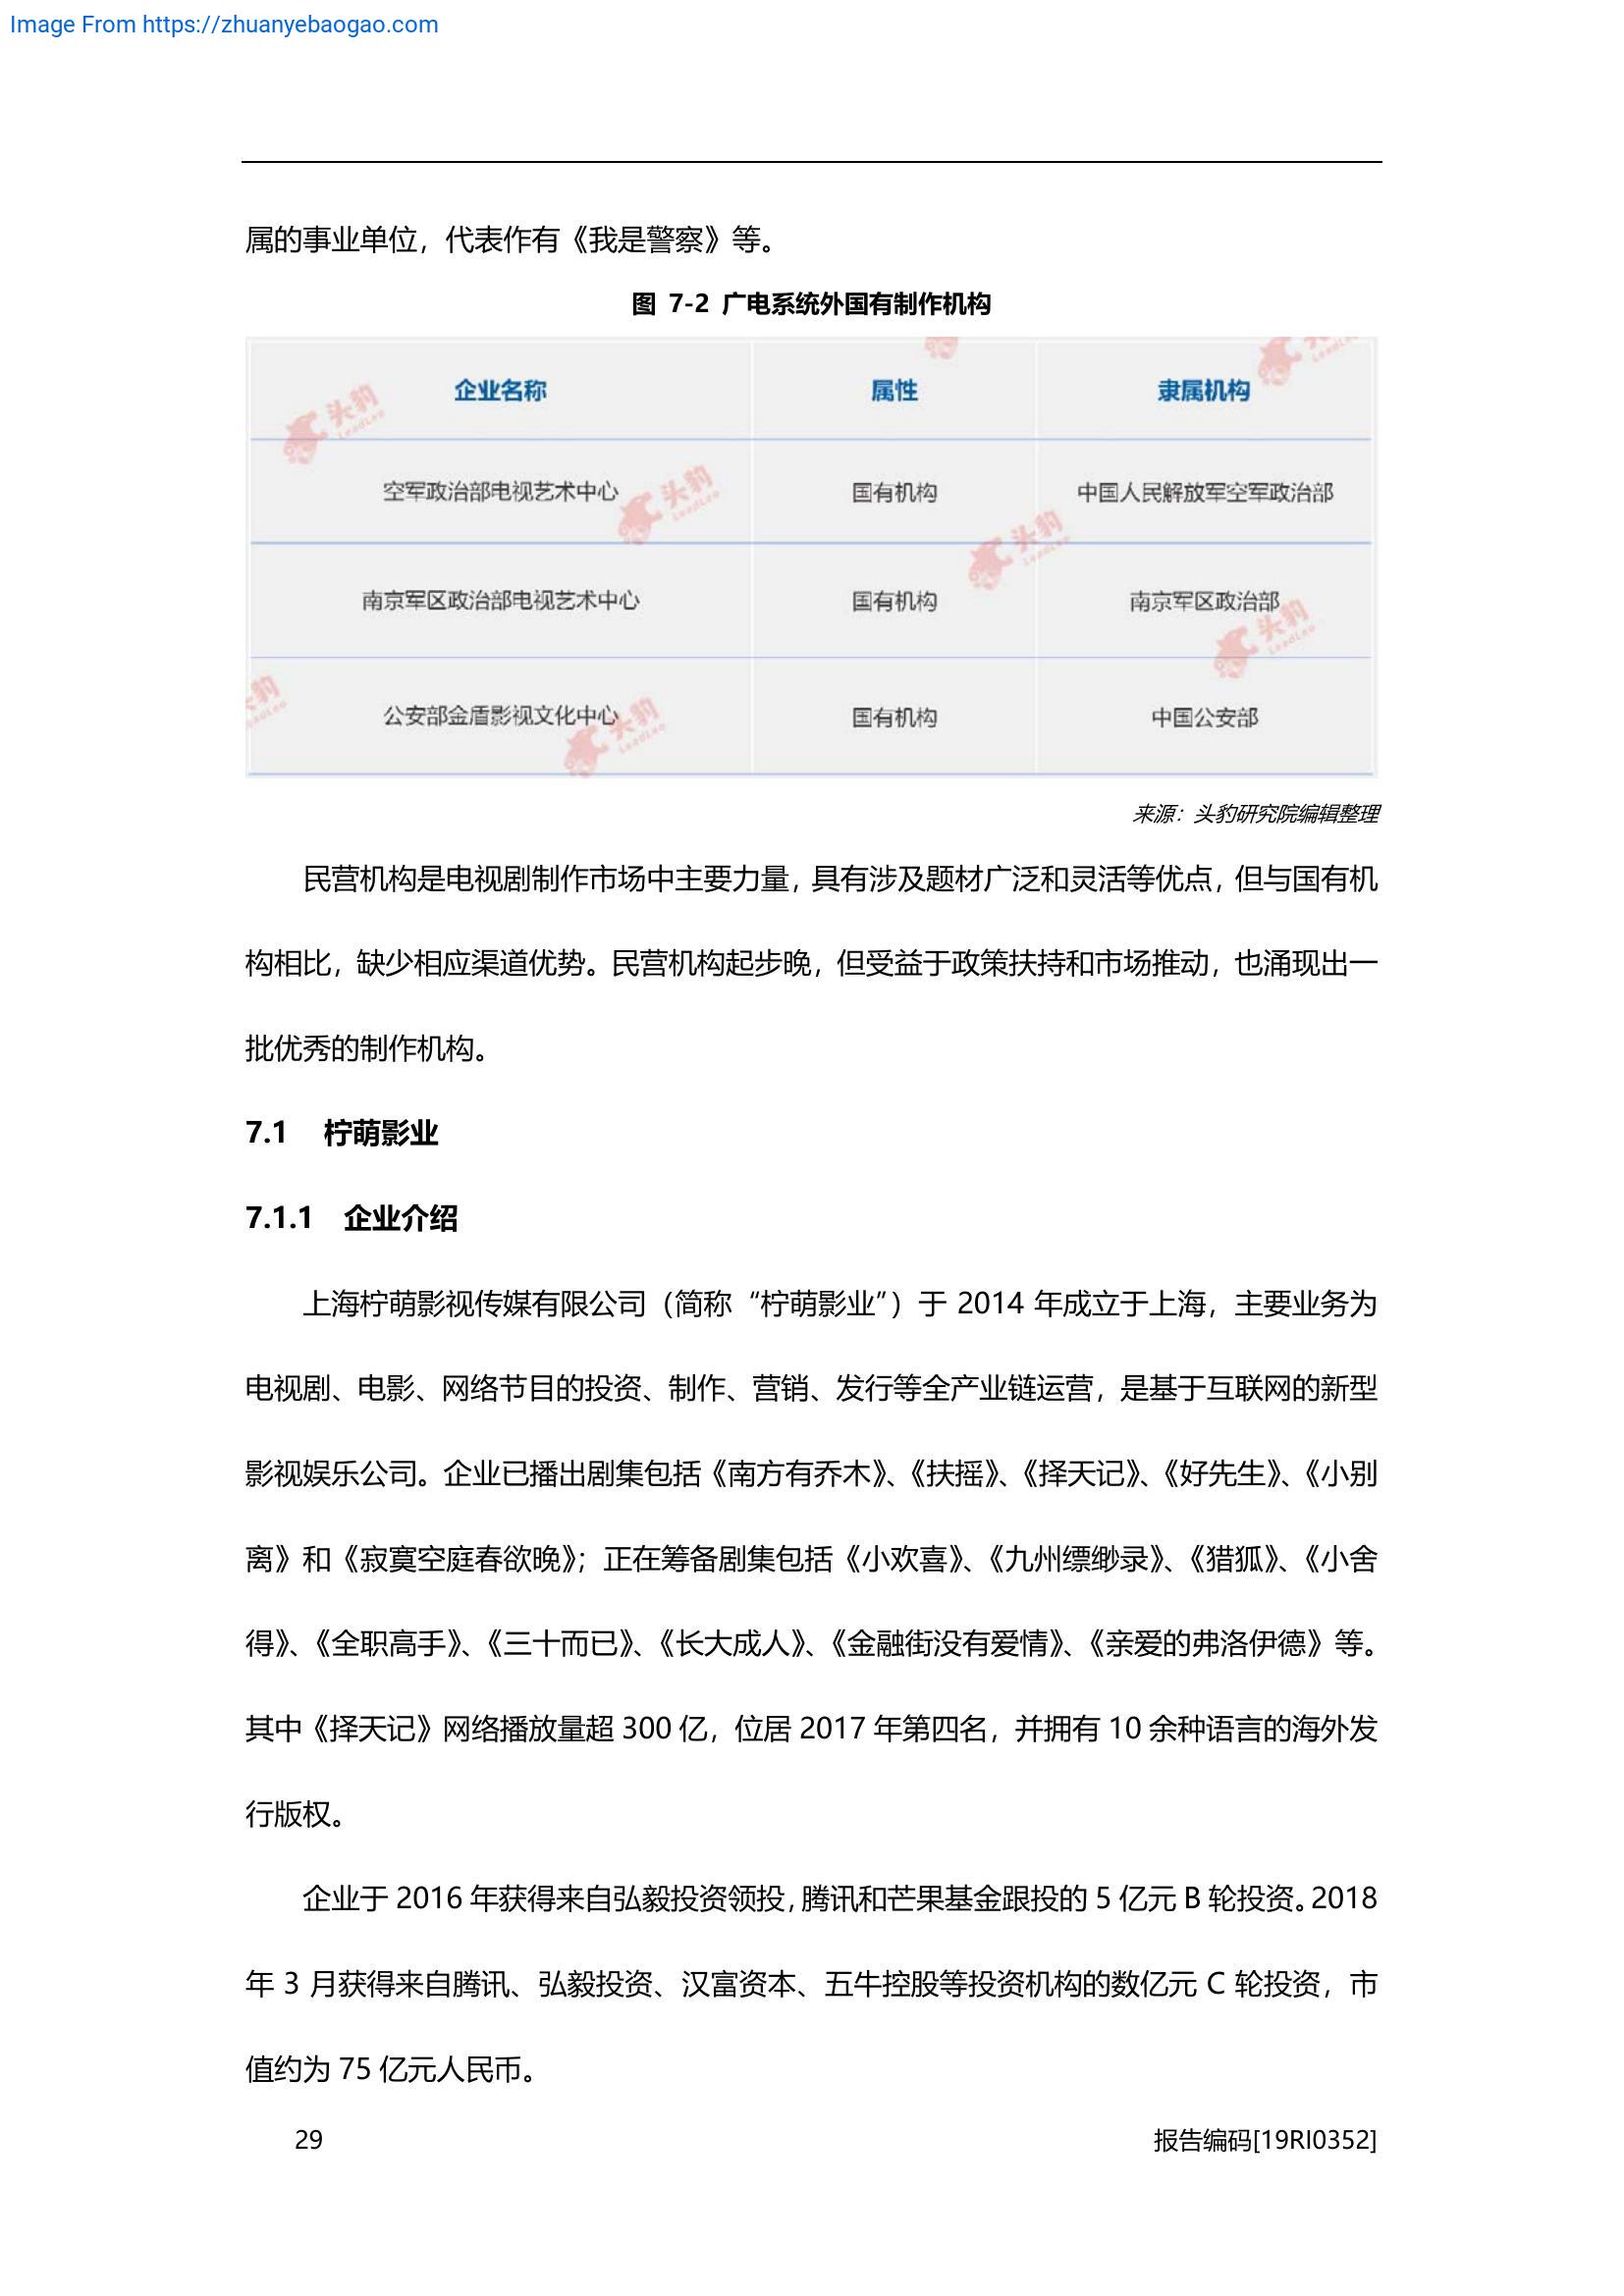 Image From https://zhuanyebaogao.com
属的事业单位，代表作有《我是警察》等。
图 7-2 广电系统外国有制作机构
企业名称 属性 隶属机构
空军政治部电视艺术中心 国有机构 中国人民解放军空军政治部
南京军区政治部电视艺术中心 国有机构 南京军区政治部
公安部金盾影视文化中心 国有机构 中国公安部
头豹 LeadLeo
来源：头豹研究院编辑整理
民营机构是电视剧制作市场中主要力量，具有涉及题材广泛和灵活等优点，但与国有机
构相比，缺少相应渠道优势。民营机构起步晚，但受益于政策扶持和市场推动，也涌现出一
批优秀的制作机构。
7.1 柠萌影业
7.1.1 企业介绍
上海柠萌影视传媒有限公司（简称“柠萌影业”）于 2014 年成立于上海，主要业务为
电视剧、电影、网络节目的投资、制作、营销、发行等全产业链运营，是基于互联网的新型
影视娱乐公司。企业已播出剧集包括《南方有乔木》、《扶摇》、《择天记》、《好先生》、《小别
离》和《寂寞空庭春欲晚》；正在筹备剧集包括《小欢喜》、《九州缥缈录》、《猎狐》、《小舍
得》、《全职高手》、《三十而已》、《长大成人》、《金融街没有爱情》、《亲爱的弗洛伊德》等。
其中《择天记》网络播放量超 300 亿，位居 2017 年第四名，并拥有 10 余种语言的海外发
行版权。
企业于 2016 年获得来自弘毅投资领投，腾讯和芒果基金跟投的 5 亿元 B 轮投资。2018
年 3 月获得来自腾讯、弘毅投资、汉富资本、五牛控股等投资机构的数亿元 C 轮投资，市
值约为 75 亿元人民币。
29 报告编码[19RI0352]